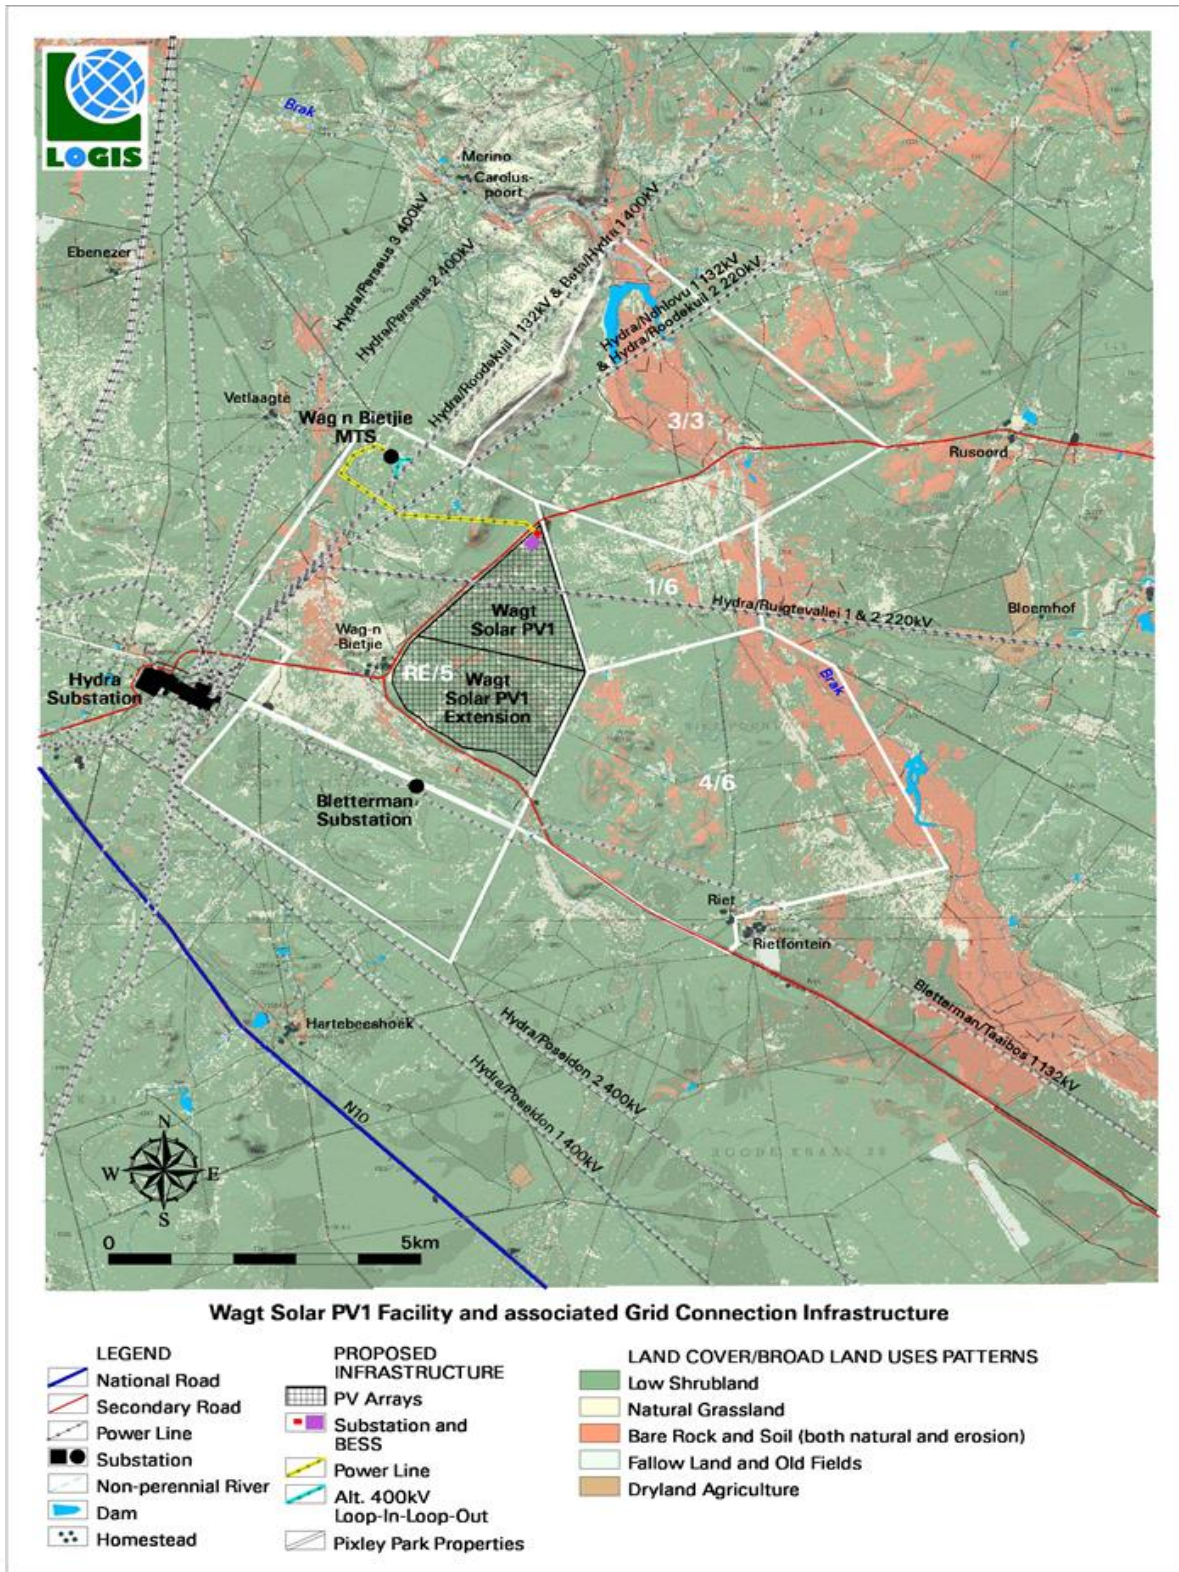 LOGIS
Brak
Merino
Carolus-
poort
Ebenezer
Hydra/Perseus 3 400kV
Hydra/Perseus 2 400kV
Hydra/Roodekuil 1 132kV & Beta/Hydra 1 400kV
Hydra/Ndhlovu 1 132kV
& Hydra/Roodekuil 2 220kV
Vetlaagte
Wag n Bietjie
MTS
3/3
Rusoord
1/6
Hydra/Ruigtevallei 1 & 2 220kV
Bloemhof
Wagt
Solar PV1
Wag-n
-Bietjie
RE/5
Hydra
Substation
Wagt
Solar PV1
Extension
Brak
4/6
Bletterman
Substation
Riet
Rietfontein
Bletterman/Taaibos 1 132kV
Hartebeeshoek
Hydra/Poseidon 2 400kV
Hydra/Poseidon 1 400kV
N10
N
W E
S
0 5km
Wagt Solar PV1 Facility and associated Grid Connection Infrastructure
LEGEND
National Road
Secondary Road
Power Line
Substation
Non-perennial River
Dam
Homestead
PROPOSED
INFRASTRUCTURE
PV Arrays
Substation and
BESS
Power Line
Alt. 400kV
Loop-In-Loop-Out
Pixley Park Properties
LAND COVER/BROAD LAND USES PATTERNS
Low Shrubland
Natural Grassland
Bare Rock and Soil (both natural and erosion)
Fallow Land and Old Fields
Dryland Agriculture